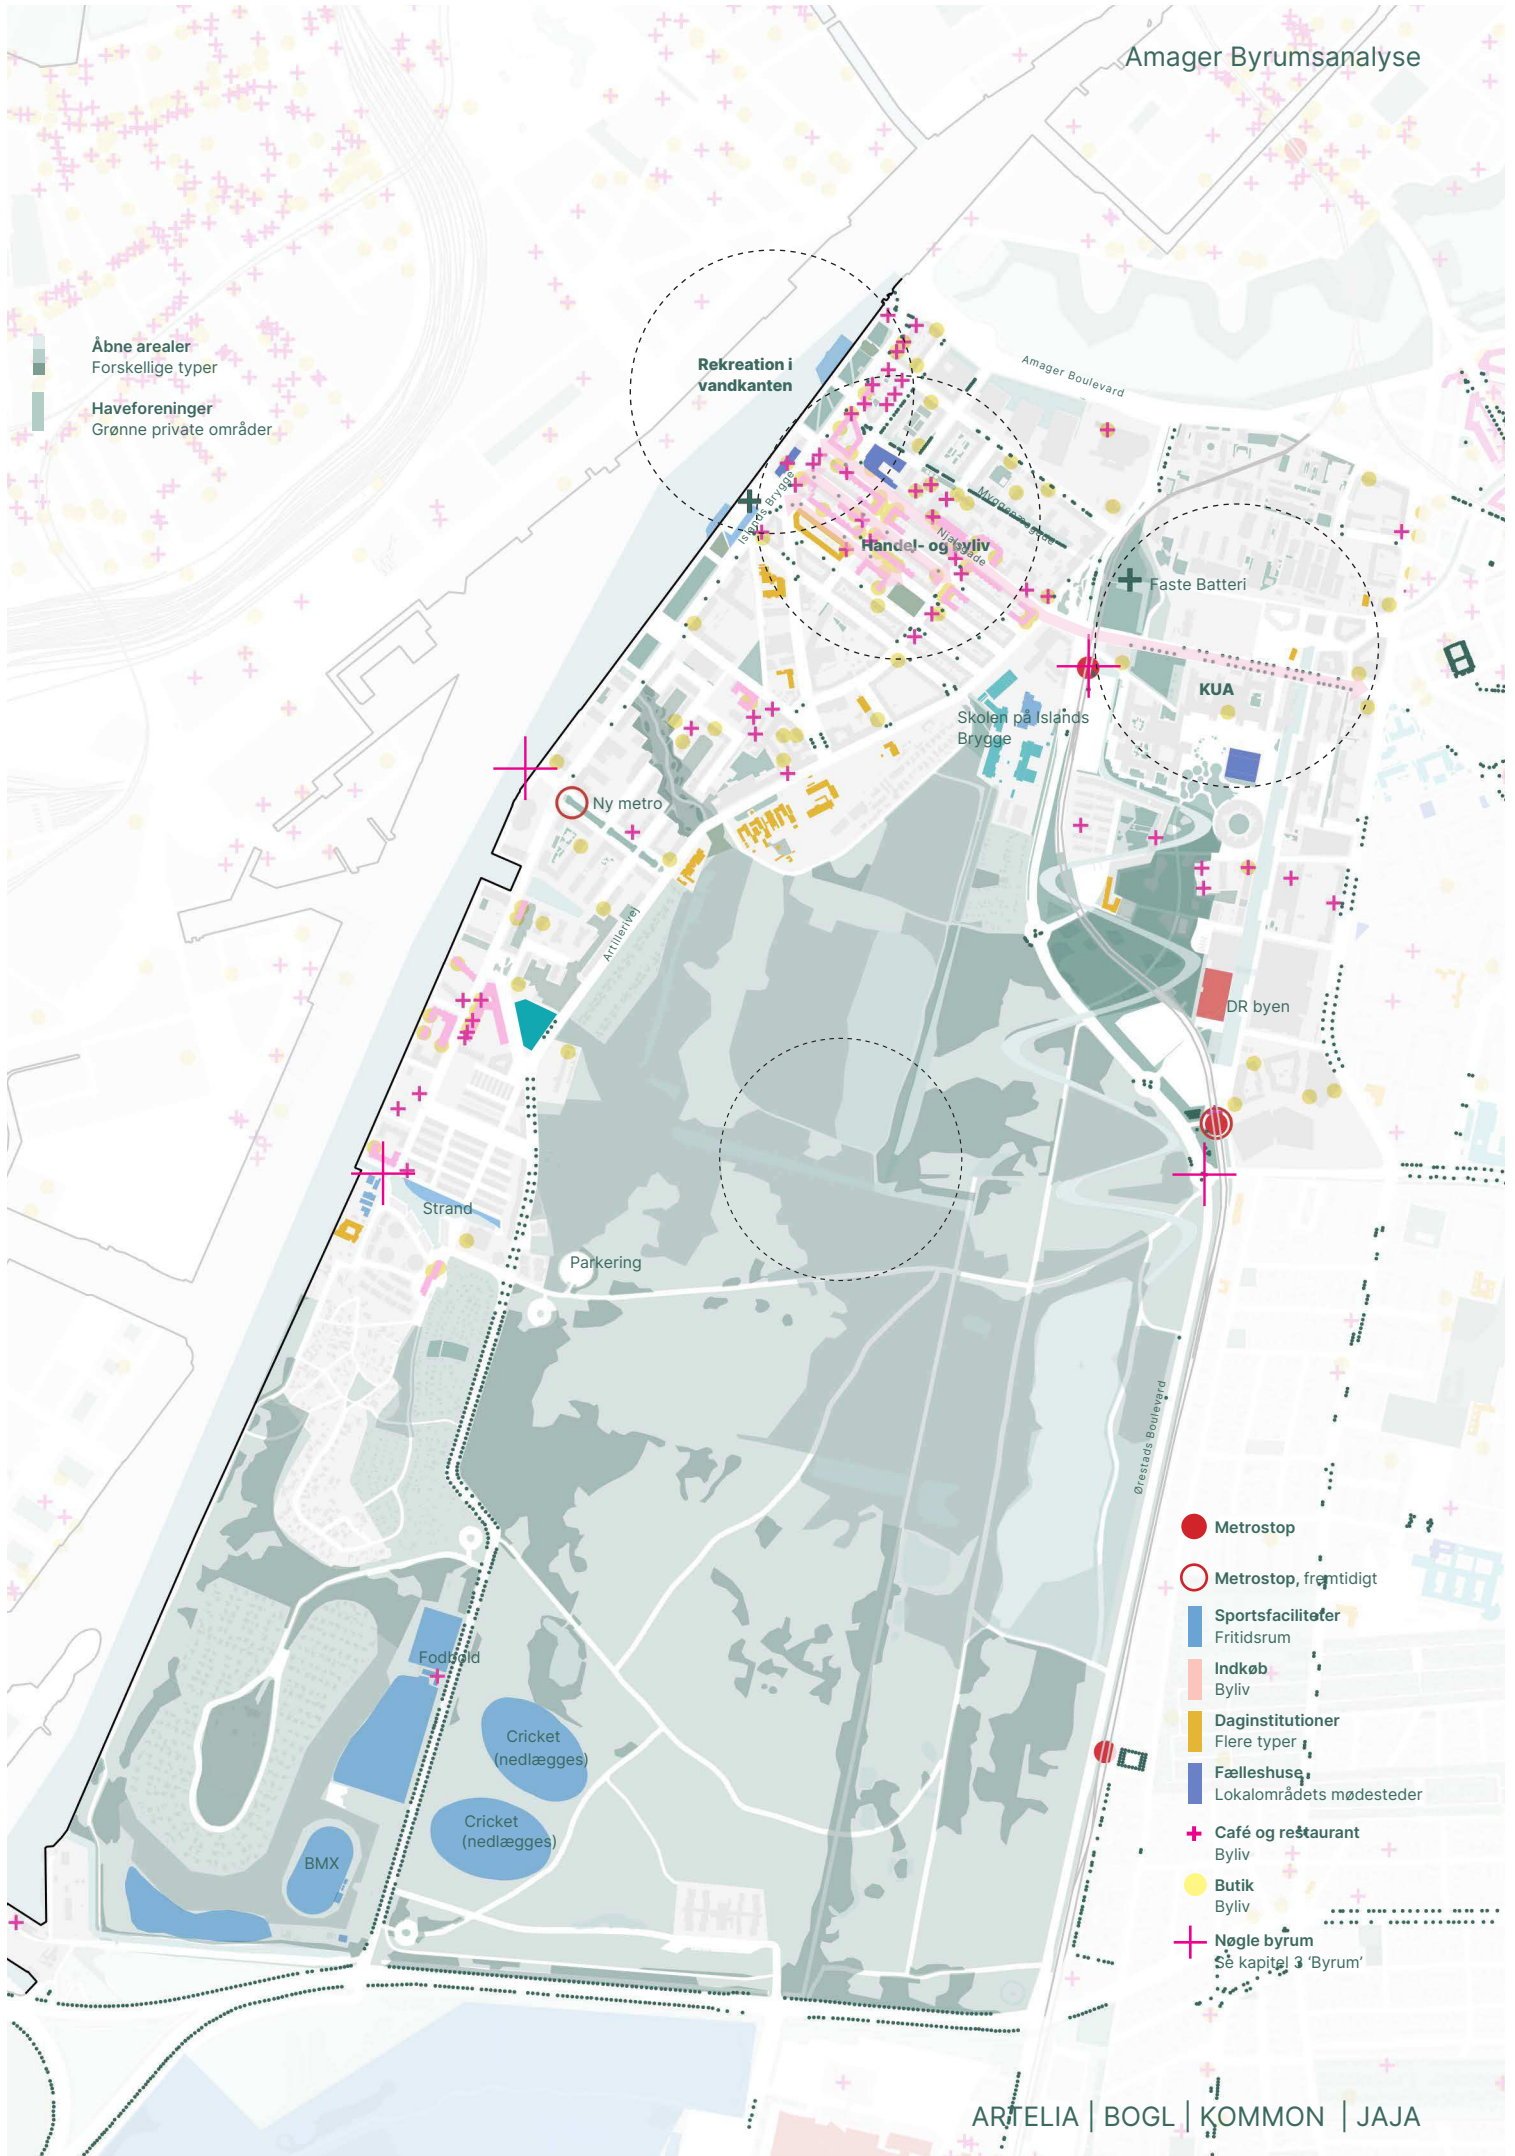 Amager Byrumsanalyse
Åbne arealer
Forskellige typer
Haveforeninger
Grønne private områder
Rekreation i
vandkanten
Amager Boulevard
Islands Brygge
Myggenæsgade
Njalsgade
Handel- og byliv
Faste Batteri
KUA
Skolen på Islands
Brygge
Ny metro
Artillerivej
DR byen
Strand
Parkering
Ørestads Boulevard
Fodbold
Cricket
(nedlægges)
Cricket
(nedlægges)
BMX
Metrostop
Metrostop, fremtidigt
Sportsfaciliteter
Fritidsrum
Indkøb
Byliv
Daginstitutioner
Flere typer
Fælleshuse
Lokalområdets mødesteder
Café og restaurant
Byliv
Butik
Byliv
Nøgle byrum
Se kapitel 3 ‘Byrum’
ARTELIA | BOGL | KOMMON | JAJA